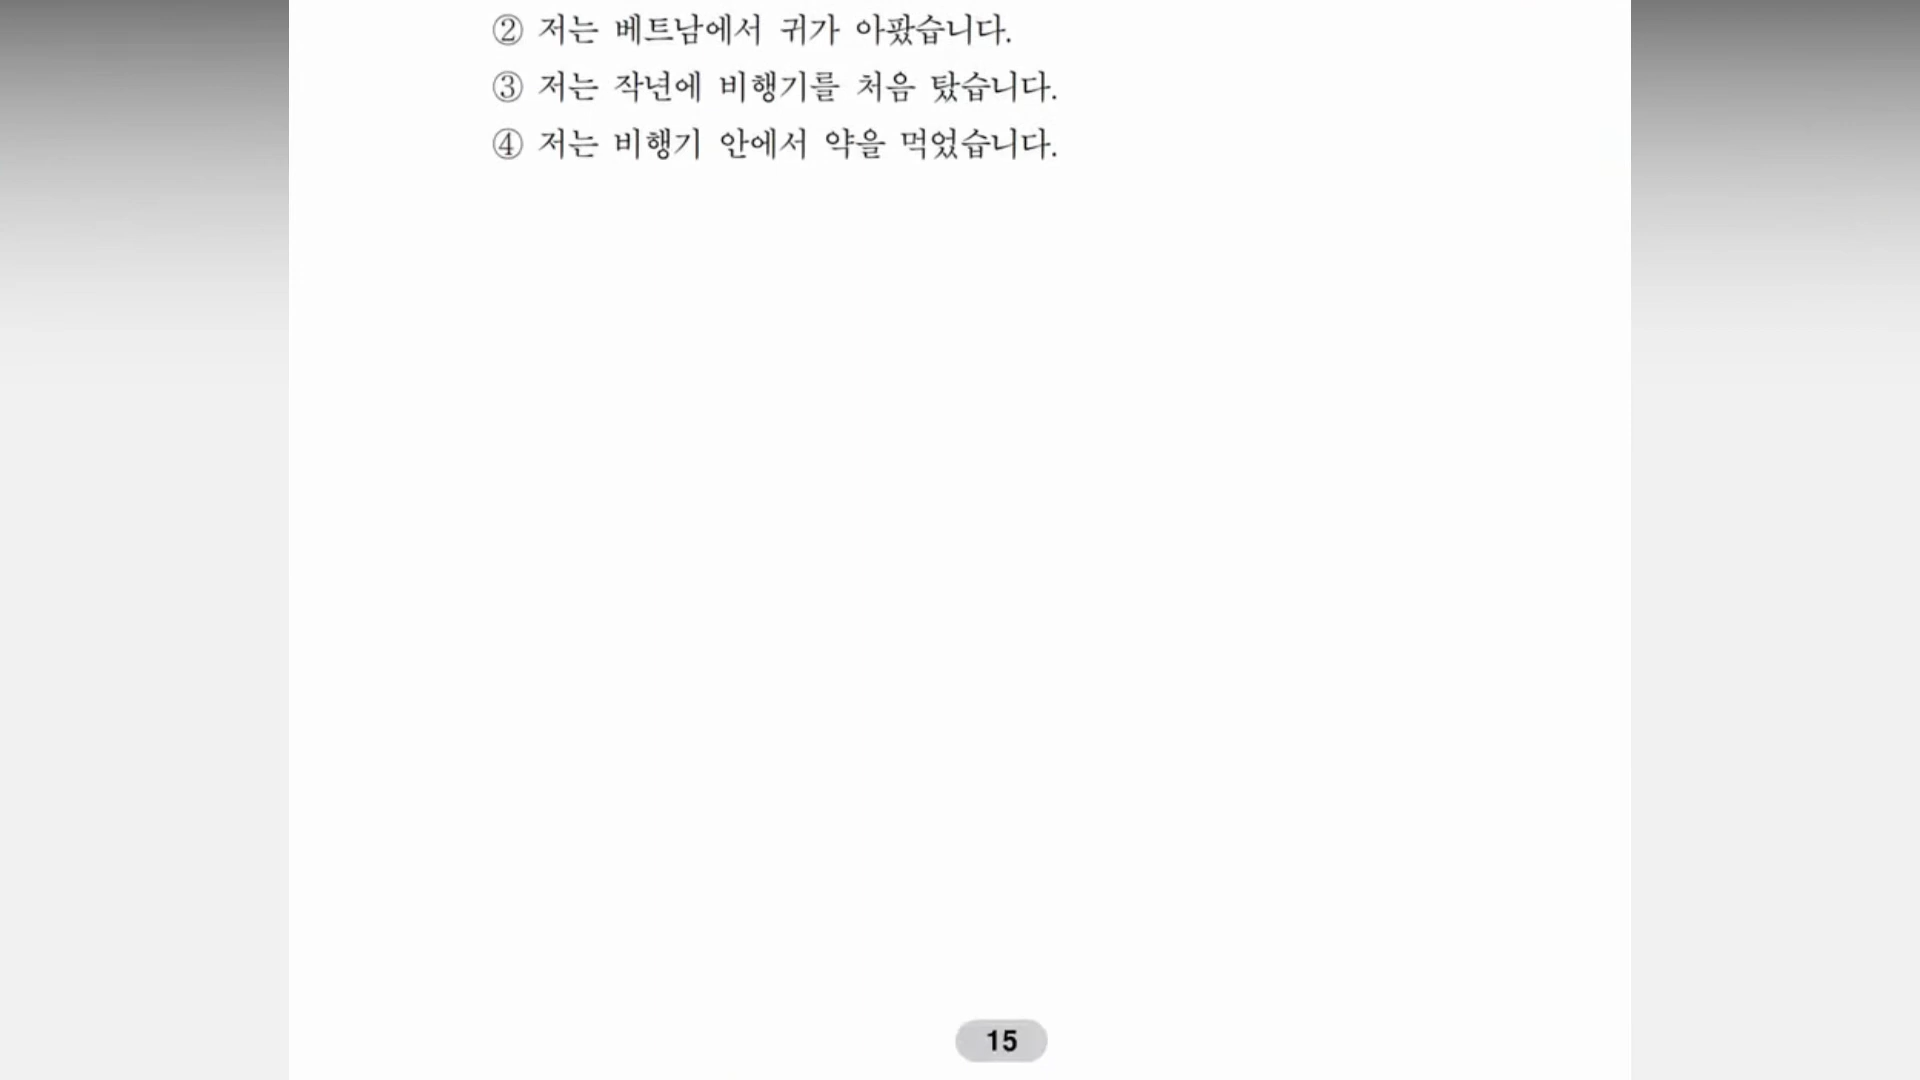 ② 저는 베트남에서 귀가 아팠습니다.
③ 저는 작년에 비행기를 처음 탔습니다.
④ 저는 비행기 안에서 약을 먹었습니다.
15